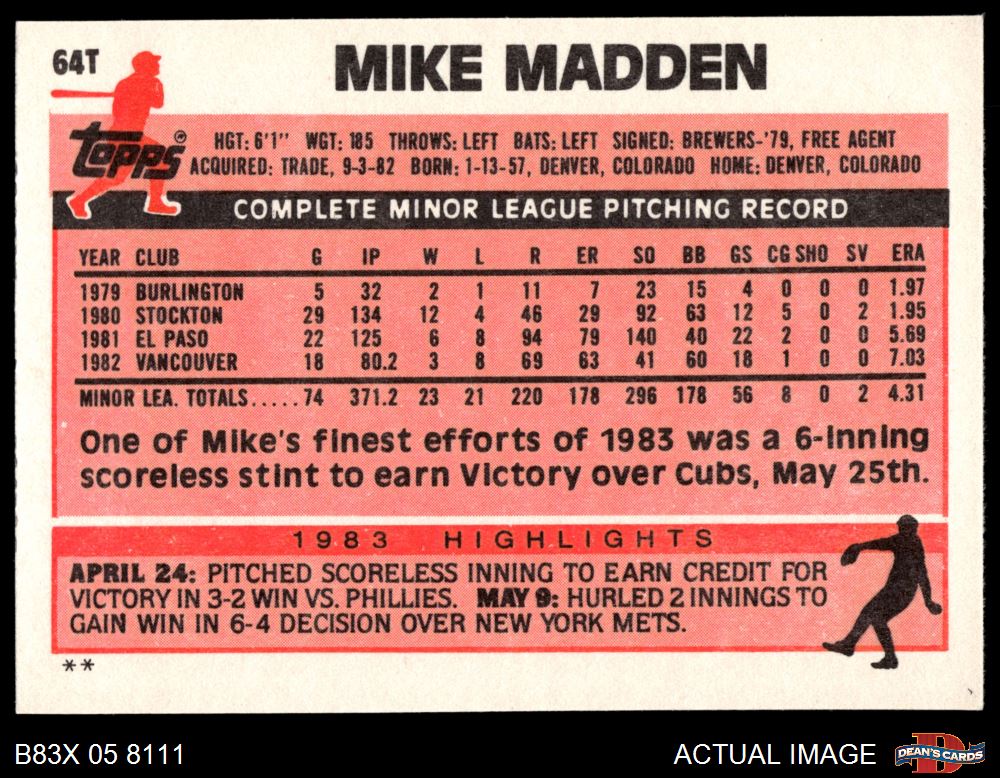 64T
MIKE MADDEN
topps ®
HGT: 6'1" WGT: 185 THROWS: LEFT BATS: LEFT SIGNED: BREWERS-'79, FREE AGENT
ACQUIRED: TRADE, 9-3-82 BORN: 1-13-57, DENVER, COLORADO HOME: DENVER, COLORADO
COMPLETE MINOR LEAGUE PITCHING RECORD
YEAR CLUB G IP W L R ER SO BB GS CG SHO SV ERA
1979 BURLINGTON 5 32 2 1 11 7 23 15 4 0 0 0 1.97
1980 STOCKTON 29 134 12 4 46 29 92 63 12 5 0 2 1.95
1981 EL PASO 22 125 6 8 94 79 140 40 22 2 0 0 5.69
1982 VANCOUVER 18 80.2 3 8 69 63 41 60 18 1 0 0 7.03
MINOR LEA. TOTALS.....74 371.2 23 21 220 178 296 178 56 8 0 2 4.31
One of Mike's finest efforts of 1983 was a 6-inning
scoreless stint to earn Victory over Cubs, May 25th.
1983 HIGHLIGHTS
APRIL 24: PITCHED SCORELESS INNING TO EARN CREDIT FOR
VICTORY IN 3-2 WIN VS. PHILLIES. MAY 9: HURLED 2 INNINGS TO
GAIN WIN IN 6-4 DECISION OVER NEW YORK METS.
**
B83X 05 8111 ACTUAL IMAGE DEAN'S CARDS